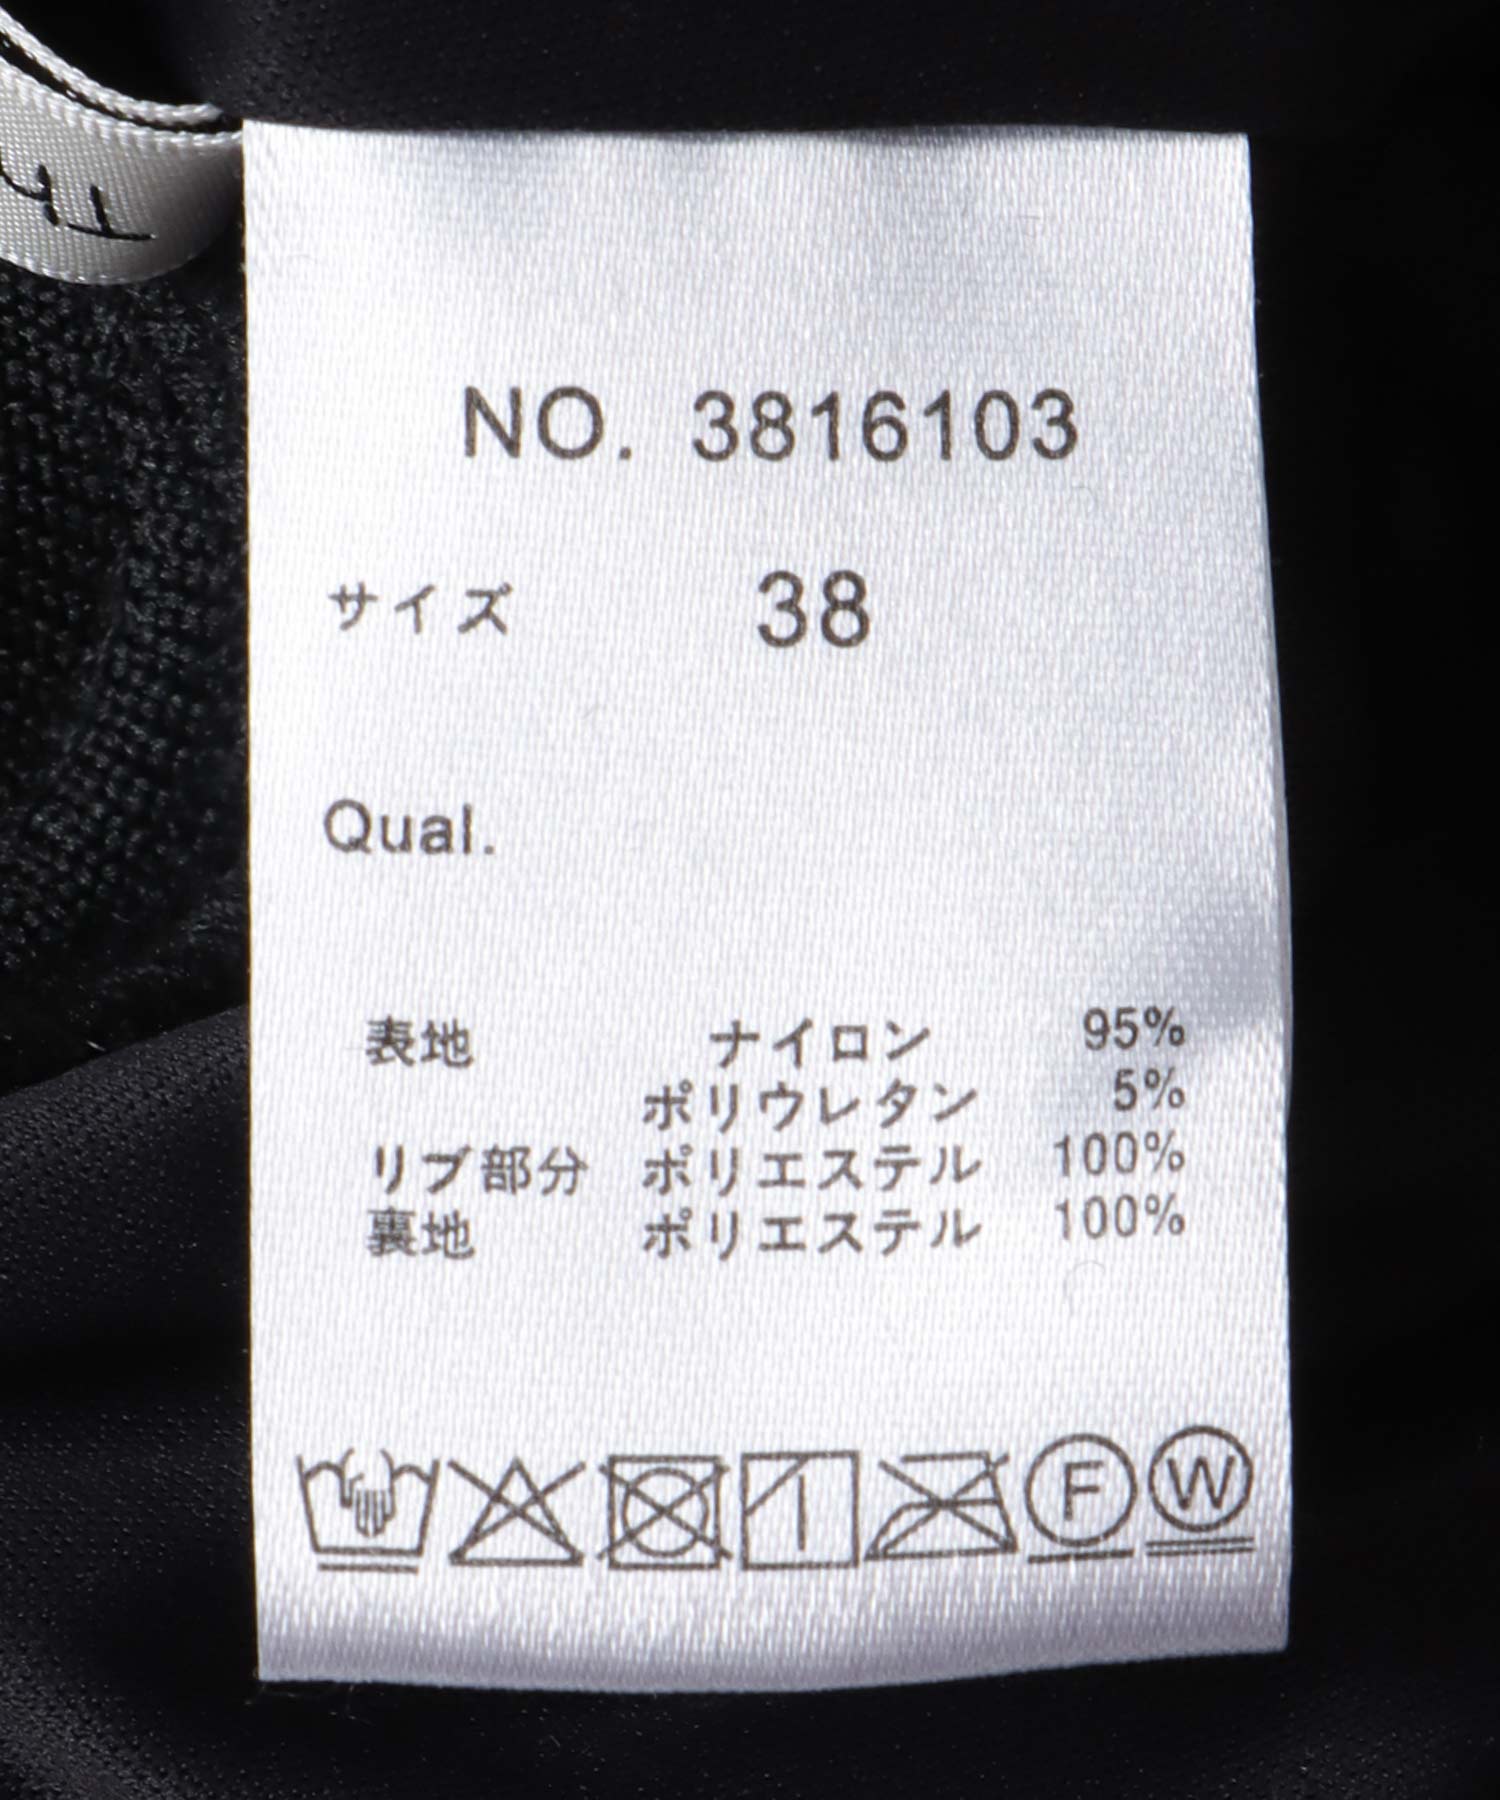 NO. 3816103
サイズ 38
Qual.
表地 ナイロン 95%
ポリウレタン 5%
リブ部分 ポリエステル 100%
裏地 ポリエステル 100%
F W